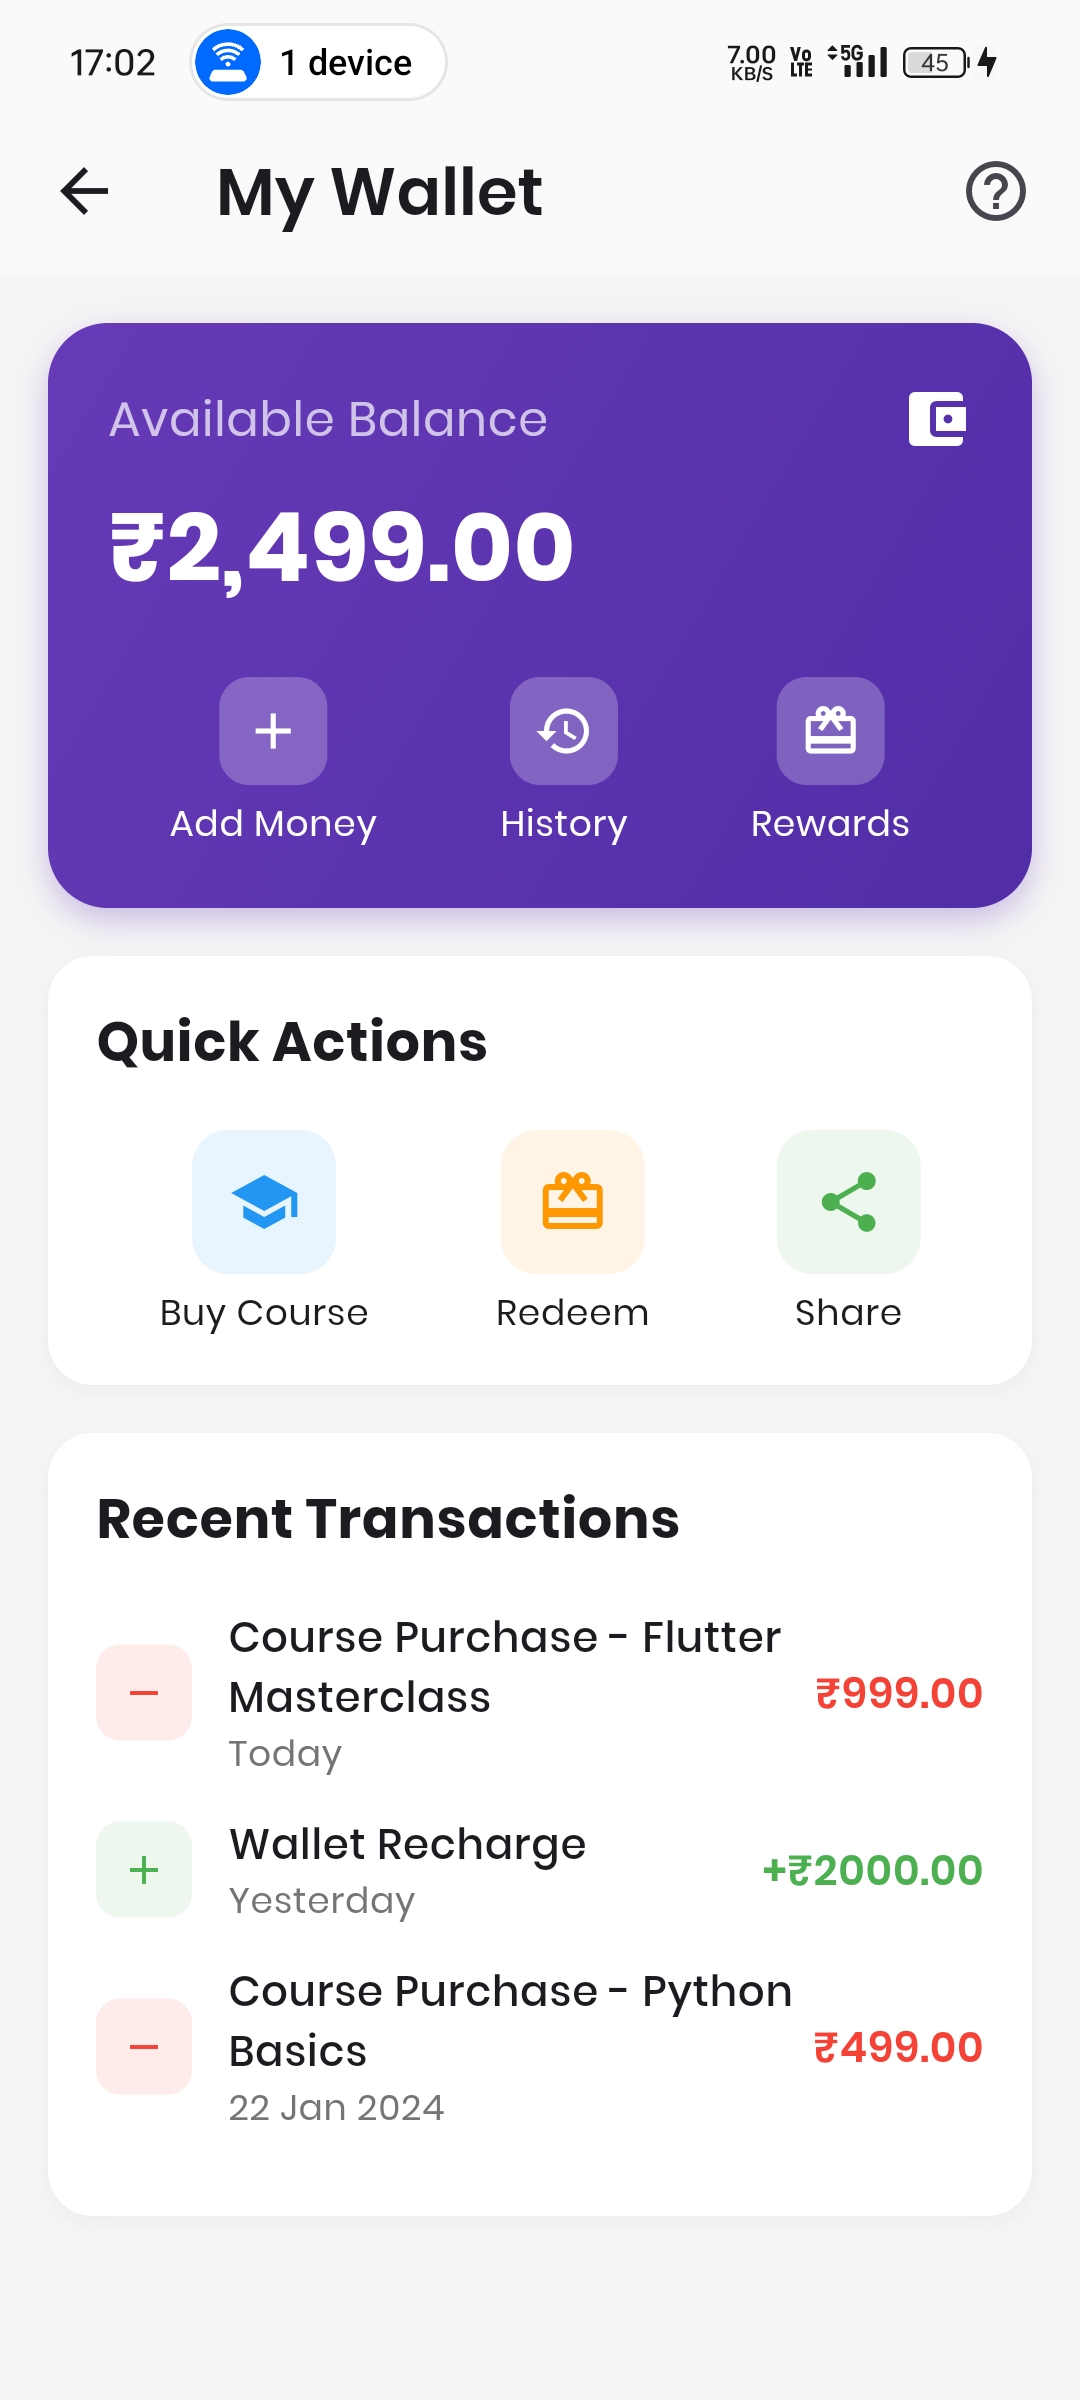 17:02
1 device
7.00
KB/S
Vo
LTE
5G
45
My Wallet
Available Balance
₹2,499.00
Add Money
History
Rewards
Quick Actions
Buy Course
Redeem
Share
Recent Transactions
Course Purchase - Flutter
Masterclass
₹999.00
Today
Wallet Recharge
+₹2000.00
Yesterday
Course Purchase - Python
Basics
₹499.00
22 Jan 2024